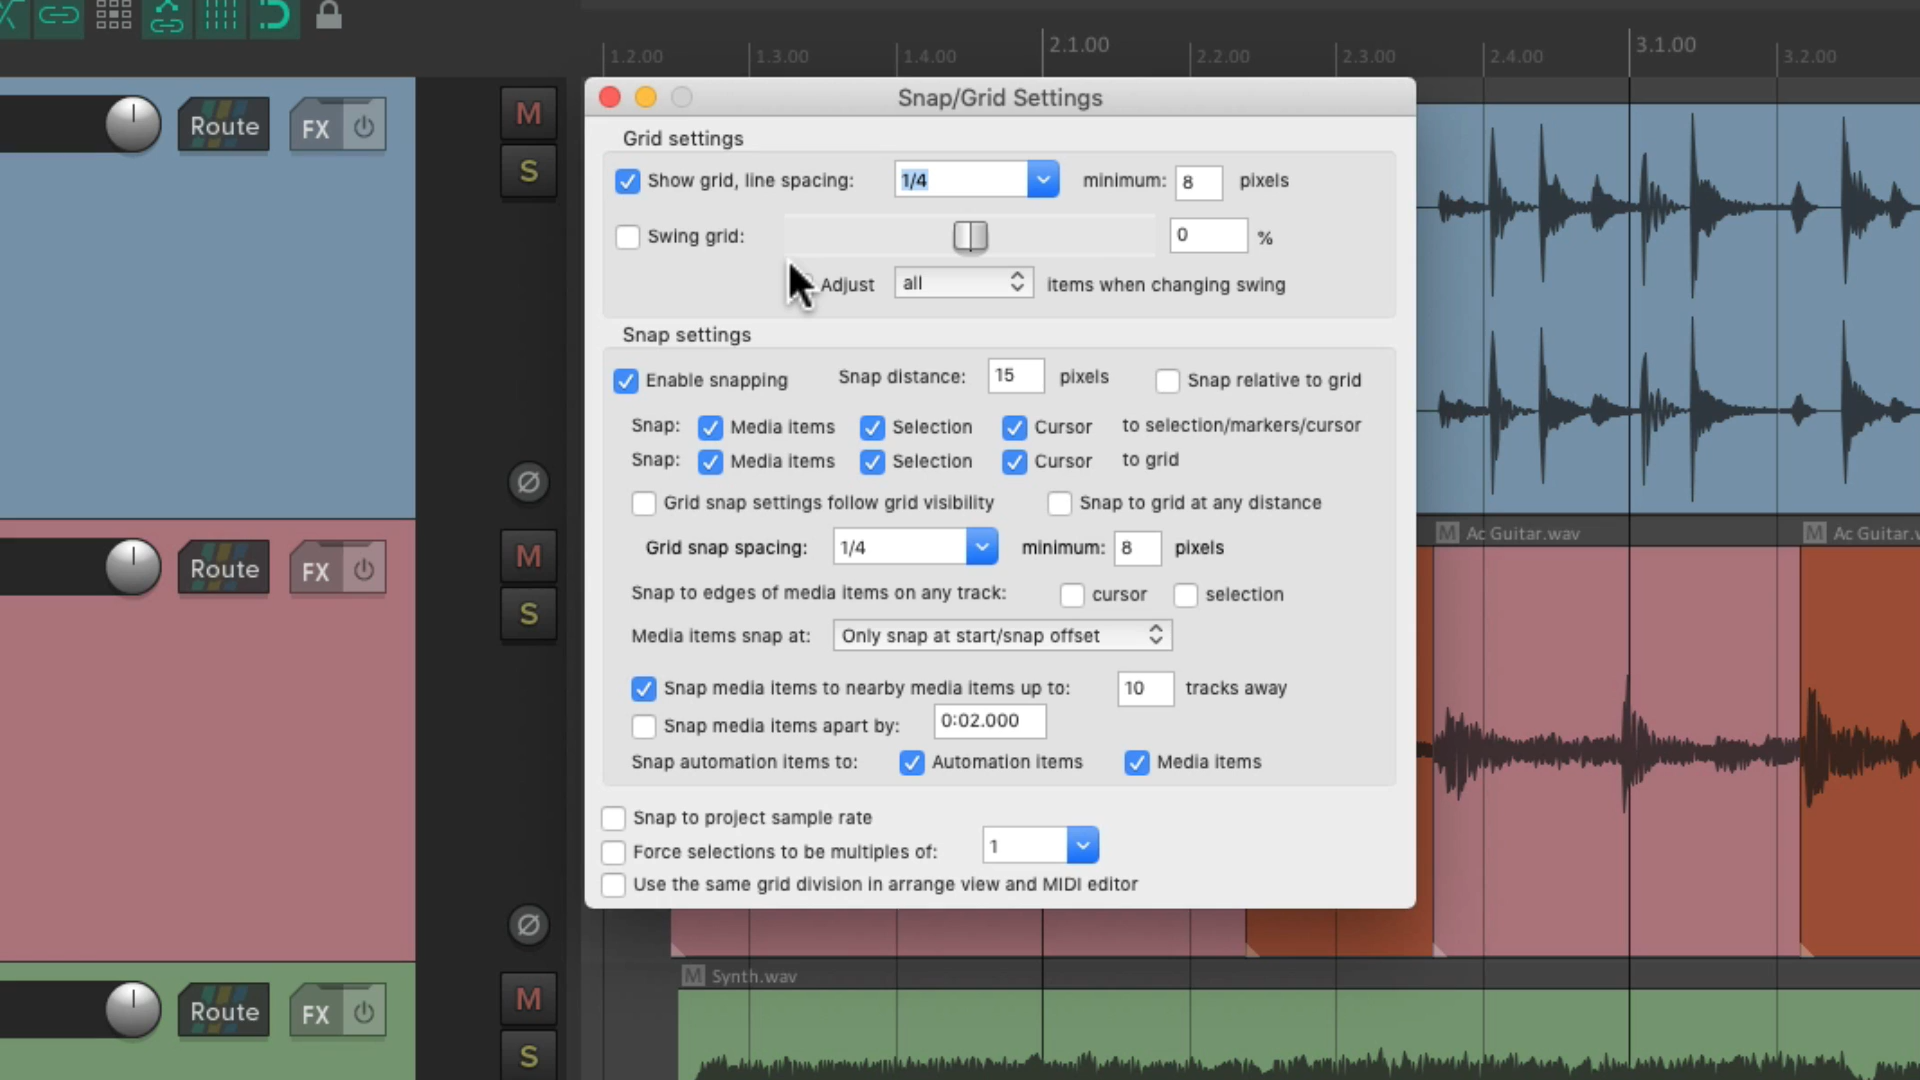 1.2.00 1.3.00 1.4.00 2.1.00 2.2.00 2.3.00 2.4.00 3.1.00 3.2.00
Snap/Grid Settings
Route FX M
S
Grid settings
Show grid, line spacing: 1/4 minimum: 8 pixels
Swing grid: 0 %
Adjust all items when changing swing
Snap settings
Enable snapping Snap distance: 15 pixels Snap relative to grid
Snap: Media items Selection Cursor to selection/markers/cursor
Snap: Media items Selection Cursor to grid
Grid snap settings follow grid visibility Snap to grid at any distance
Grid snap spacing: 1/4 minimum: 8 pixels
Snap to edges of media items on any track: cursor selection
Media items snap at: Only snap at start/snap offset
Snap media items to nearby media items up to: 10 tracks away
Snap media items apart by: 0:02.000
Snap automation items to: Automation items Media items
Snap to project sample rate
Force selections to be multiples of: 1
Use the same grid division in arrange view and MIDI editor
M Ac Guitar.wav M Ac Guitar.
Route FX M
S
M Synth.wav
Route FX M
S